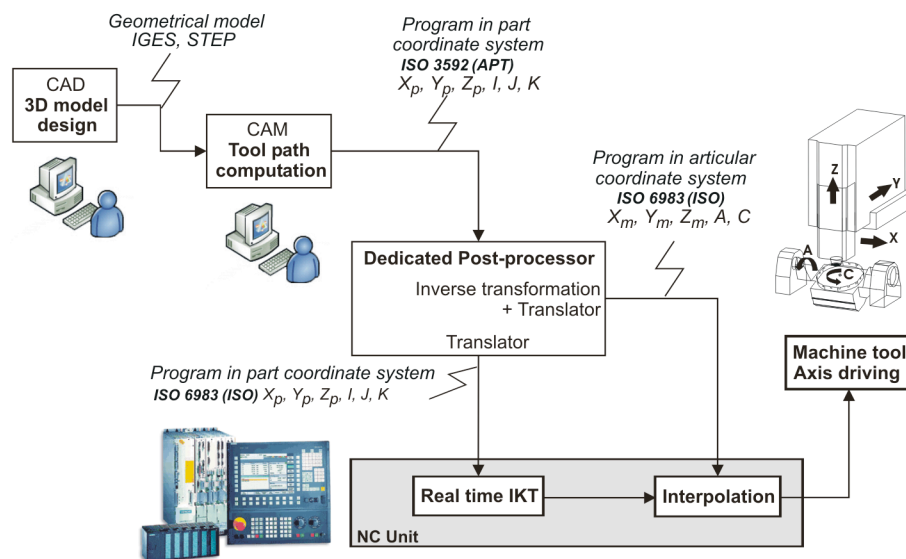 Geometrical model
IGES, STEP
Program in part
coordinate system
ISO 3592 (APT)
Xp, Yp, Zp, I, J, K
CAD
3D model
design
CAM
Tool path
computation
Program in articular
coordinate system
ISO 6983 (ISO)
Xm, Ym, Zm, A, C
Z
Y
X
A
C
Dedicated Post-processor
Inverse transformation
+ Translator
Translator
Machine tool
Axis driving
Program in part coordinate system
ISO 6983 (ISO) Xp, Yp, Zp, I, J, K
Real time IKT
Interpolation
NC Unit